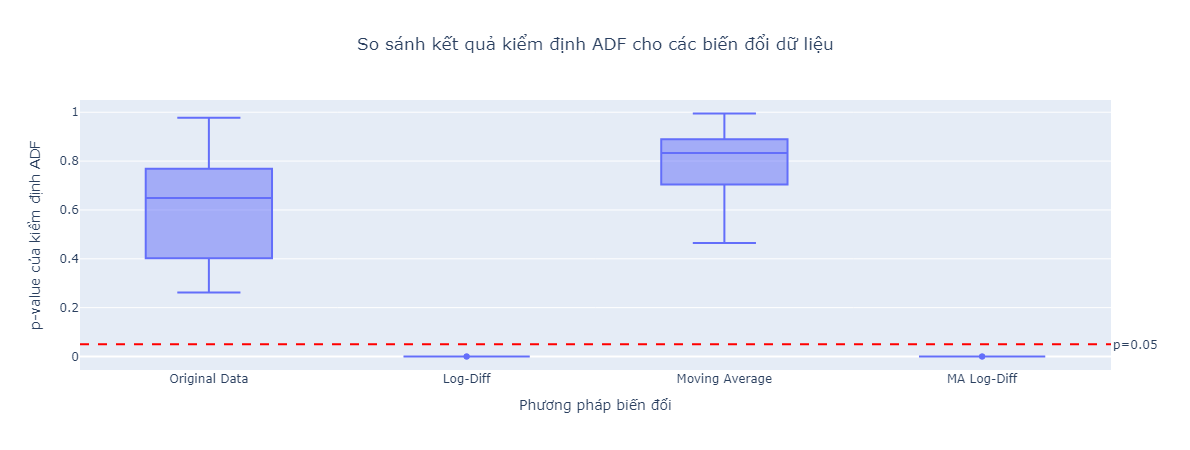 So sánh kết quả kiểm định ADF cho các biến đổi dữ liệu
p-value của kiểm định ADF
1
0.8
0.6
0.4
0.2
0
p=0.05
Original Data
Log-Diff
Moving Average
MA Log-Diff
Phương pháp biến đổi